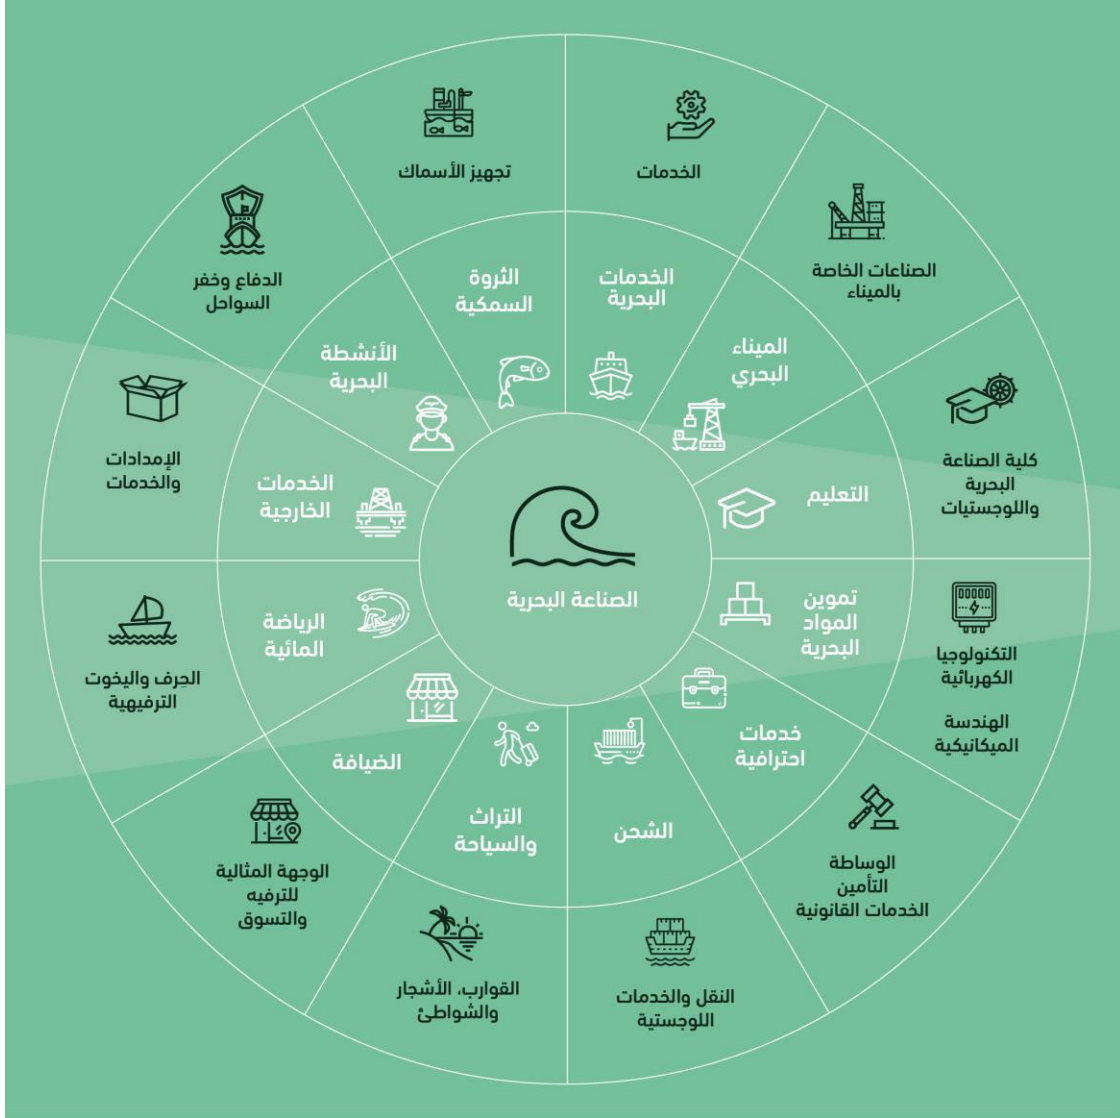 الصناعة البحرية
الخدمات
البحرية
الخدمات
الميناء
البحري
الصناعات الخاصة
بالميناء
التعليم
كلية الصناعة
البحرية
واللوجستيات
تموين
المواد
البحرية
التكنولوجيا
الكهربائية
الهندسة
الميكانيكية
خدمات
احترافية
الوساطة
التأمين
الخدمات القانونية
الشحن
النقل والخدمات
اللوجستية
التراث
والسياحة
القوارب، الأشجار
والشواطئ
الضيافة
الوجهة المثالية
للترفيه
والتسوق
الرياضة
المائية
الحِرف واليخوت
الترفيهية
الخدمات
الخارجية
الإمدادات
والخدمات
الأنشطة
البحرية
الدفاع وخفر
السواحل
الثروة
السمكية
تجهيز الأسماك